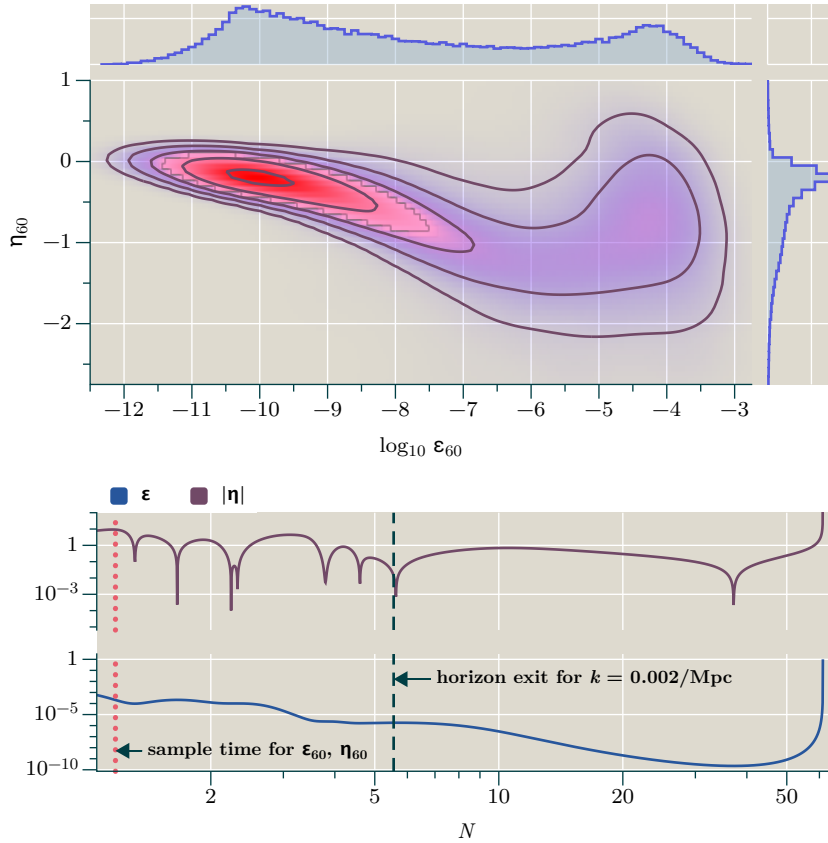 1
0
−1
−2
η₆₀
−12 −11 −10 −9 −8 −7 −6 −5 −4 −3
log₁₀ ε₆₀
ε |η|
1
10⁻³
1
10⁻⁵
10⁻¹⁰
horizon exit for k = 0.002/Mpc
sample time for ε₆₀, η₆₀
2 5 10 20 50
N